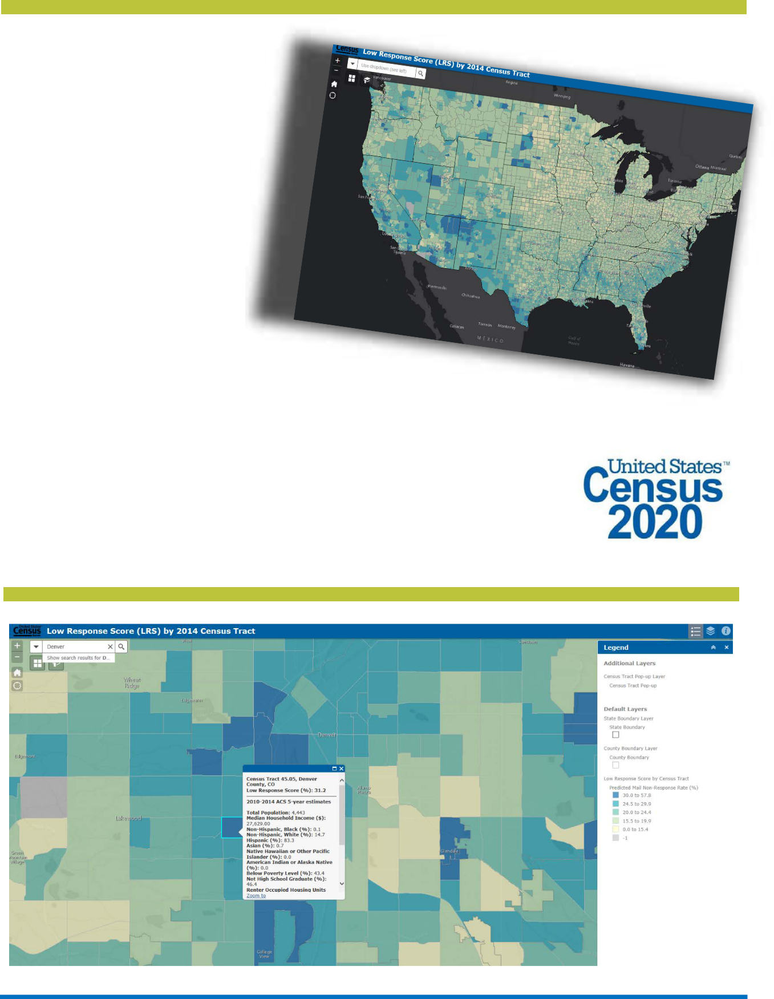 Census
Low Response Score (LRS) by 2014 Census Tract
Use dropdown (see left)
Vancouver
Regina
Winnipeg
Quebec
Ottawa Montreal
Toronto
San Francisco
Los Angeles
San Diego
Tijuana
El Paso
Hermosillo
Chihuahua
Culiacan
Torreón
Monterrey
MEXICO
Gulf of
Mexico
Miami
Havana
United States™
Census
2020
United States
Census
Low Response Score (LRS) by 2014 Census Tract
Denver
Show search results for D...
Wheat
Ridge
Edgewater
Denver
Edgemont
Lakewood
Green
Mountain
Village
Alamo
Placita
Glendale
College
View
Census Tract 45.05, Denver
County, CO
Low Response Score (%): 31.2
2010-2014 ACS 5-year estimates
Total Population: 4,443
Median Household Income ($):
27,629.00
Non-Hispanic, Black (%): 0.1
Non-Hispanic, White (%): 14.7
Hispanic (%): 83.3
Asian (%): 0.7
Native Hawaiian or Other Pacific
Islander (%): 0.0
American Indian or Alaska Native
(%): 0.0
Below Poverty Level (%): 43.4
Not High School Graduate (%):
46.4
Renter Occupied Housing Units
Zoom to
Legend
Additional Layers
Census Tract Pop-up Layer
Census Tract Pop-up
Default Layers
State Boundary Layer
State Boundary
County Boundary Layer
County Boundary
Low Response Score by Census Tract
Predicted Mail Non-Response Rate (%)
30.0 to 57.8
24.5 to 29.9
20.0 to 24.4
15.5 to 19.9
0.0 to 15.4
-1